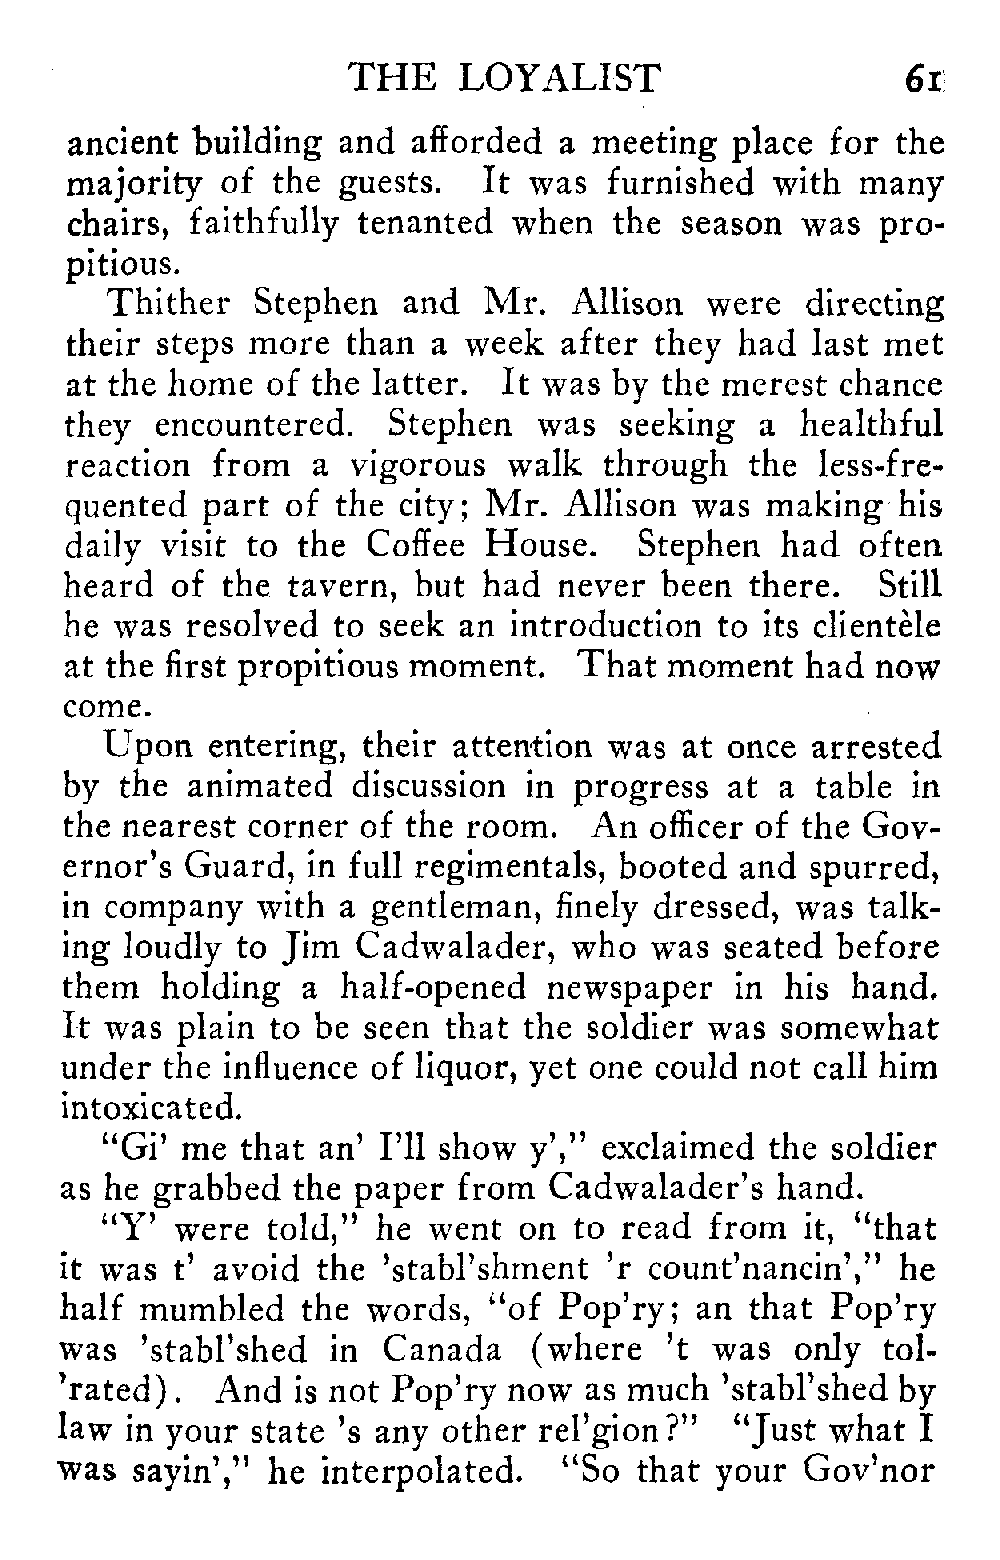 THE LOYALIST 61
ancient building and afforded a meeting place for the
majority of the guests. It was furnished with many
chairs, faithfully tenanted when the season was pro-
pitious.
Thither Stephen and Mr. Allison were directing
their steps more than a week after they had last met
at the home of the latter. It was by the merest chance
they encountered. Stephen was seeking a healthful
reaction from a vigorous walk through the less-fre-
quented part of the city; Mr. Allison was making his
daily visit to the Coffee House. Stephen had often
heard of the tavern, but had never been there. Still
he was resolved to seek an introduction to its clientèle
at the first propitious moment. That moment had now
come.
Upon entering, their attention was at once arrested
by the animated discussion in progress at a table in
the nearest corner of the room. An officer of the Gov-
ernor's Guard, in full regimentals, booted and spurred,
in company with a gentleman, finely dressed, was talk-
ing loudly to Jim Cadwalader, who was seated before
them holding a half-opened newspaper in his hand.
It was plain to be seen that the soldier was somewhat
under the influence of liquor, yet one could not call him
intoxicated.
"Gi' me that an' I'll show y'," exclaimed the soldier
as he grabbed the paper from Cadwalader's hand.
"Y' were told," he went on to read from it, "that
it was t' avoid the 'stabl'shment 'r count'nancin'," he
half mumbled the words, "of Pop'ry; an that Pop'ry
was 'stabl'shed in Canada (where 't was only tol-
'rated). And is not Pop'ry now as much 'stabl'shed by
law in your state 's any other rel'gion?" "Just what I
was sayin'," he interpolated. "So that your Gov'nor